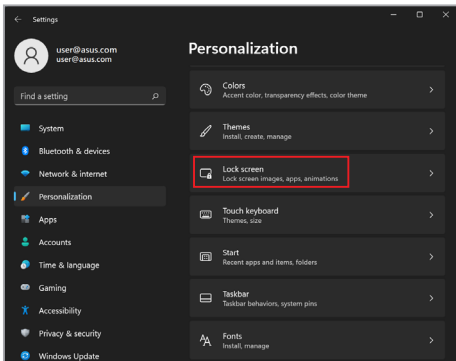 Settings
user@asus.com
user@asus.com
Find a setting
System
Bluetooth & devices
Network & internet
Personalization
Apps
Accounts
Time & language
Gaming
Accessibility
Privacy & security
Windows Update
Personalization
Colors
Accent color, transparency effects, color theme
Themes
Install, create, manage
Lock screen
Lock screen images, apps, animations
Touch keyboard
Themes, size
Start
Recent apps and items, folders
Taskbar
Taskbar behaviors, system pins
Fonts
Install, manage